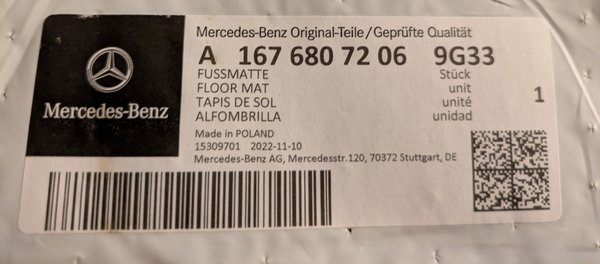 Mercedes-Benz Original-Teile/Geprüfte Qualität
A 167 680 72 06 9G33
FUSSMATTE Stück
FLOOR MAT unit
TAPIS DE SOL unité 1
ALFOMBRILLA unidad
Mercedes-Benz
Made in POLAND
15309701 2022-11-10
Mercedes-Benz AG, Mercedesstr.120, 70372 Stuttgart, DE